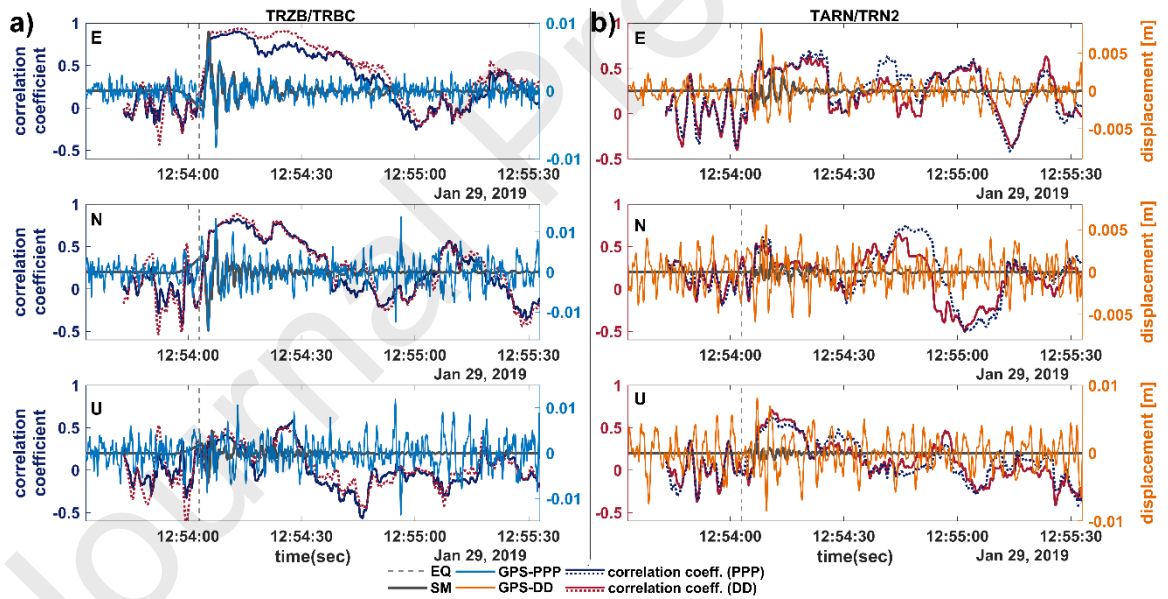 a)
TRZB/TRBC
E
correlation
coefficient
1
0.5
0
-0.5
0.01
0
-0.01
12:54:00
12:54:30
12:55:00
12:55:30
Jan 29, 2019
N
correlation
coefficient
1
0.5
0
-0.5
0.01
0
-0.01
12:54:00
12:54:30
12:55:00
12:55:30
Jan 29, 2019
U
correlation
coefficient
1
0.5
0
-0.5
0.01
0
-0.01
12:54:00
12:54:30
12:55:00
12:55:30
time(sec)
Jan 29, 2019
b)
TARN/TRN2
E
1
0.5
0
-0.5
0.005
0
-0.005
displacement [m]
12:54:00
12:54:30
12:55:00
12:55:30
Jan 29, 2019
N
1
0.5
0
-0.5
0.005
0
-0.005
displacement [m]
12:54:00
12:54:30
12:55:00
12:55:30
Jan 29, 2019
U
1
0.5
0
-0.5
0.01
0
-0.01
displacement [m]
12:54:00
12:54:30
12:55:00
12:55:30
time(sec)
Jan 29, 2019
EQ GPS-PPP correlation coeff. (PPP)
SM GPS-DD correlation coeff. (DD)
Journal Pre